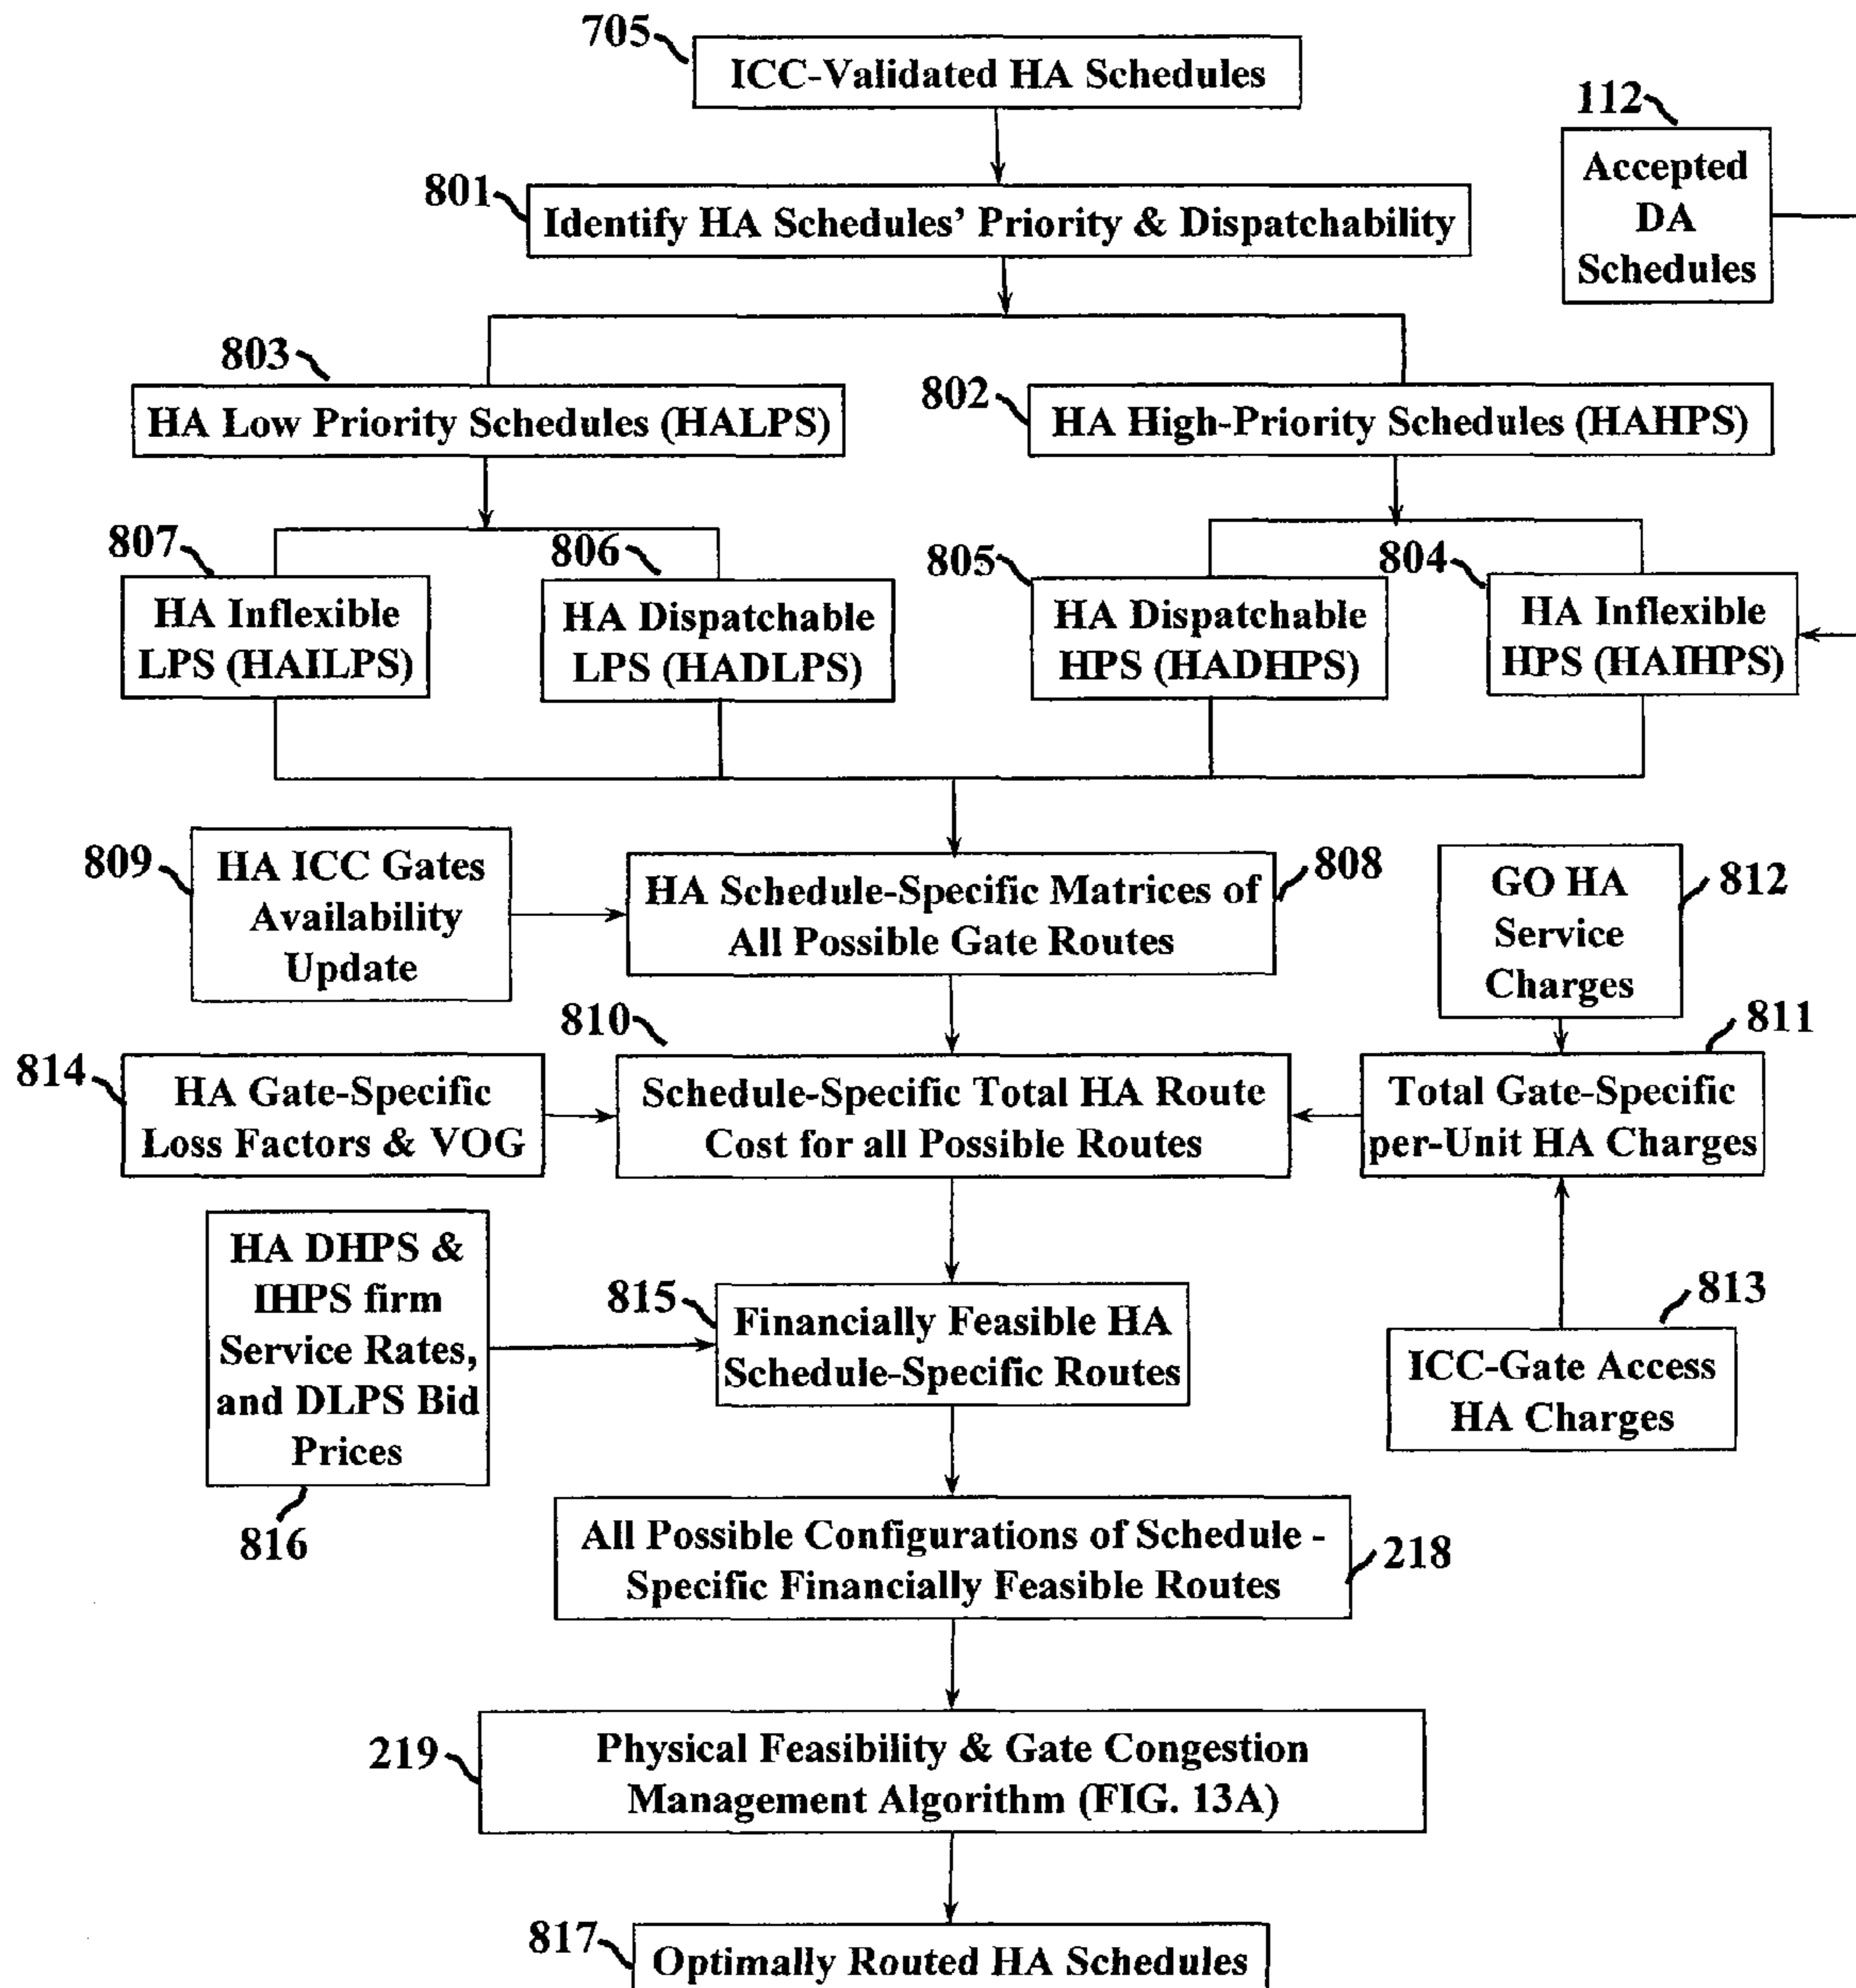 705
ICC-Validated HA Schedules
112
Accepted
DA
Schedules
801
Identify HA Schedules' Priority & Dispatchability
803
HA Low Priority Schedules (HALPS)
802
HA High-Priority Schedules (HAHPS)
807
HA Inflexible
LPS (HAILPS)
806
HA Dispatchable
LPS (HADLPS)
805
HA Dispatchable
HPS (HADHPS)
804
HA Inflexible
HPS (HAIHPS)
809
HA ICC Gates
Availability
Update
HA Schedule-Specific Matrices of
All Possible Gate Routes
808
GO HA
Service
Charges
812
814
HA Gate-Specific
Loss Factors & VOG
810
Schedule-Specific Total HA Route
Cost for all Possible Routes
811
Total Gate-Specific
per-Unit HA Charges
HA DHPS &
IHPS firm
Service Rates,
and DLPS Bid
Prices
816
815
Financially Feasible HA
Schedule-Specific Routes
813
ICC-Gate Access
HA Charges
All Possible Configurations of Schedule -
Specific Financially Feasible Routes
218
219
Physical Feasibility & Gate Congestion
Management Algorithm (FIG. 13A)
817
Optimally Routed HA Schedules